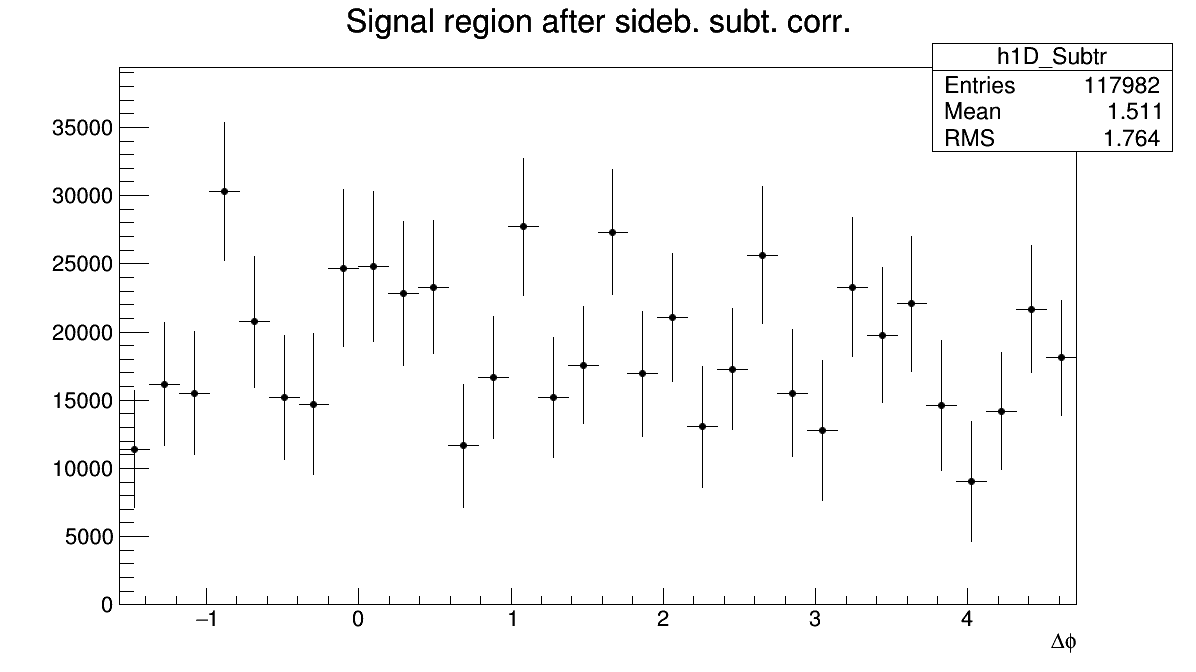 Signal region after sideb. subt. corr.
h1D_Subtr
Entries 117982
Mean 1.511
RMS 1.764
35000
30000
25000
20000
15000
10000
5000
0
−1 0 1 2 3 4
Δϕ